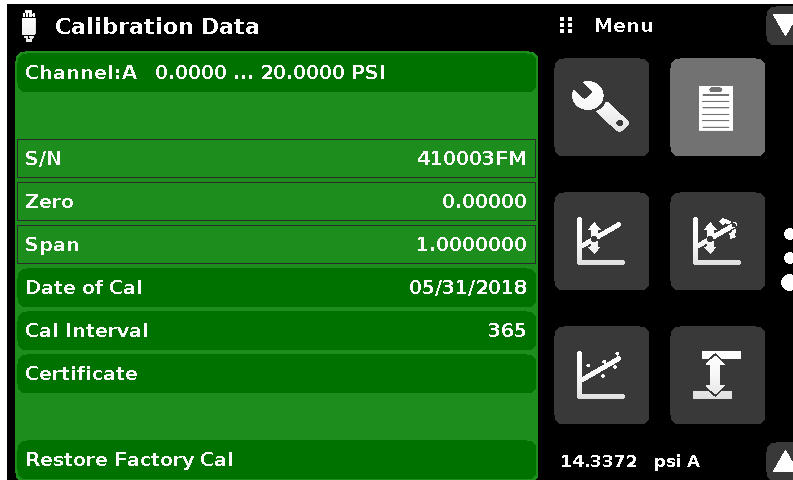 Calibration Data
Menu
Channel:A 0.0000 ... 20.0000 PSI
S/N 410003FM
Zero 0.00000
Span 1.0000000
Date of Cal 05/31/2018
Cal Interval 365
Certificate
Restore Factory Cal
14.3372 psi A